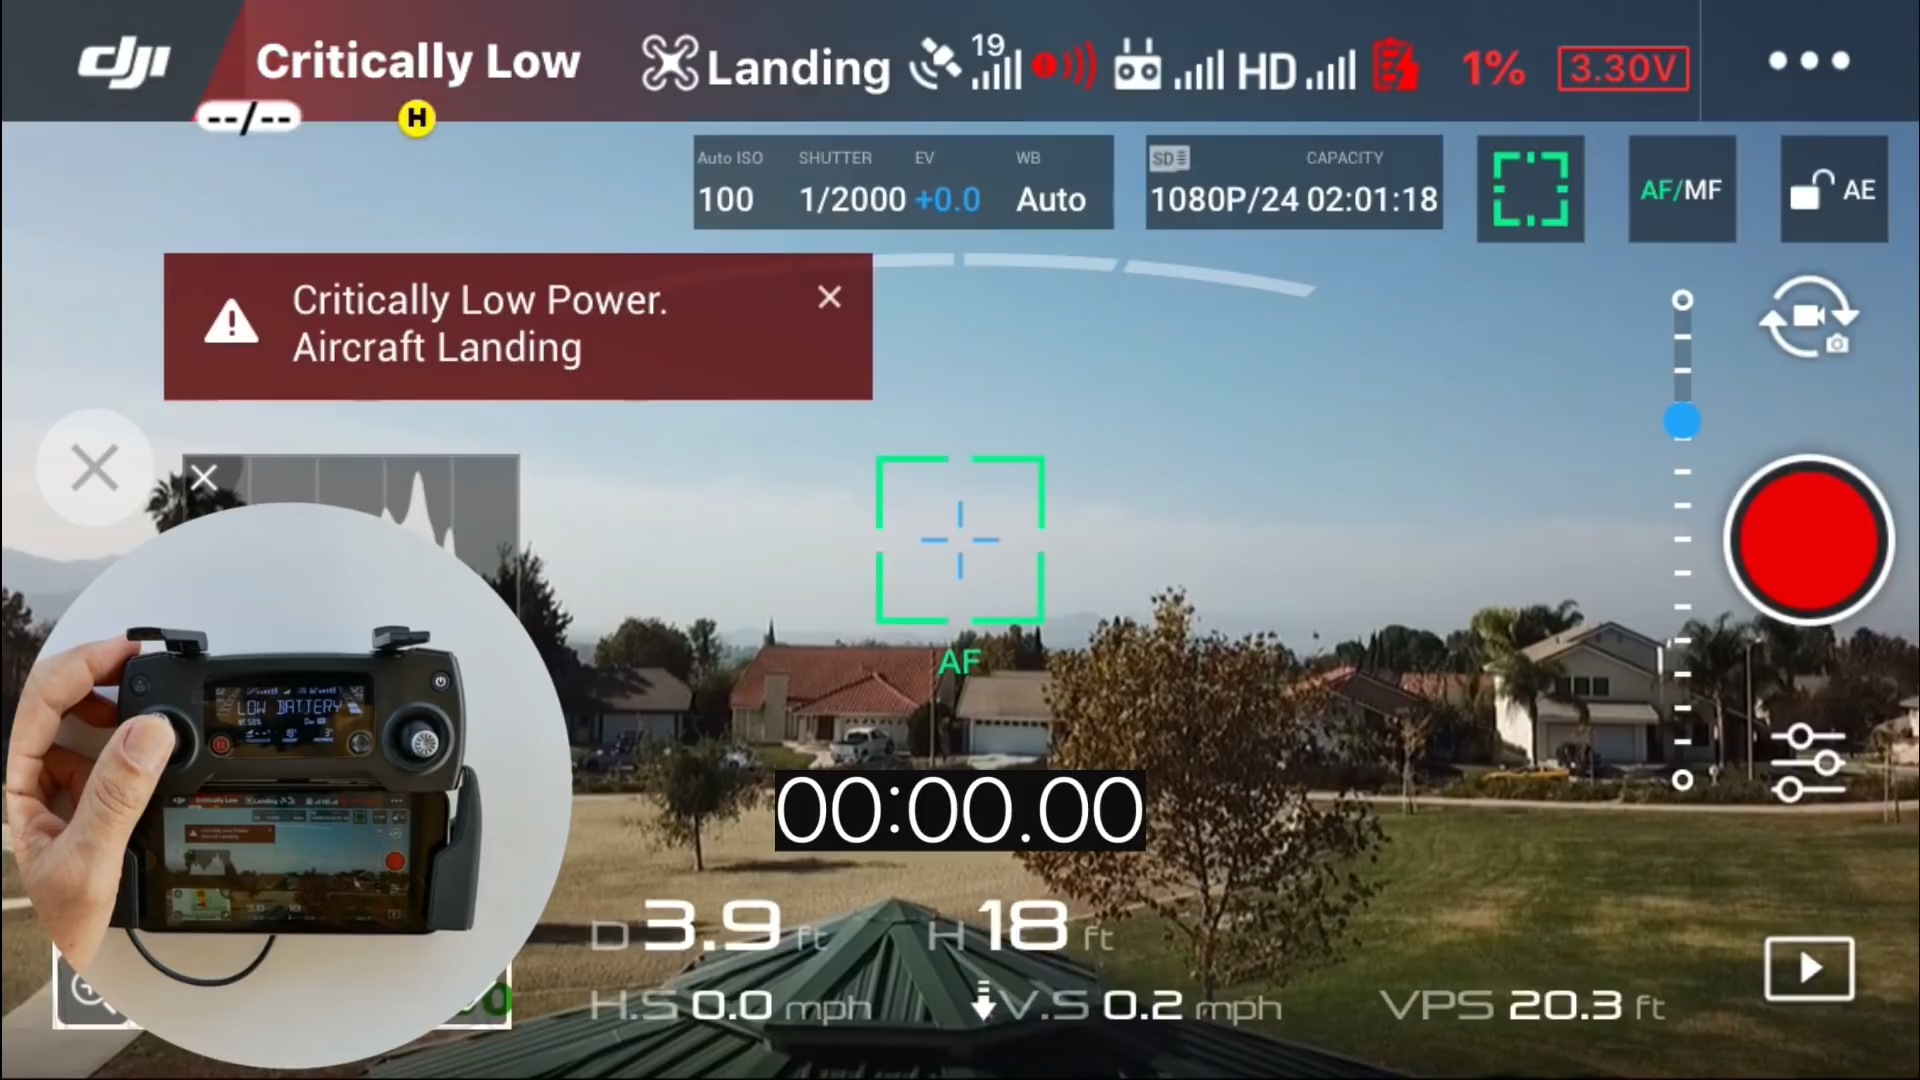 dji
Critically Low
Landing
19
HD
1%
3.30V
--/--
H
Auto ISO
SHUTTER
EV
WB
100
1/2000
+0.0
Auto
SD
CAPACITY
1080P/24
02:01:18
AF/MF
AE
Critically Low Power.
Aircraft Landing
AF
LOW BATTERY
00:00.00
D 3.9 ft
H 18 ft
H.S 0.0 mph
V.S 0.2 mph
VPS 20.3 ft